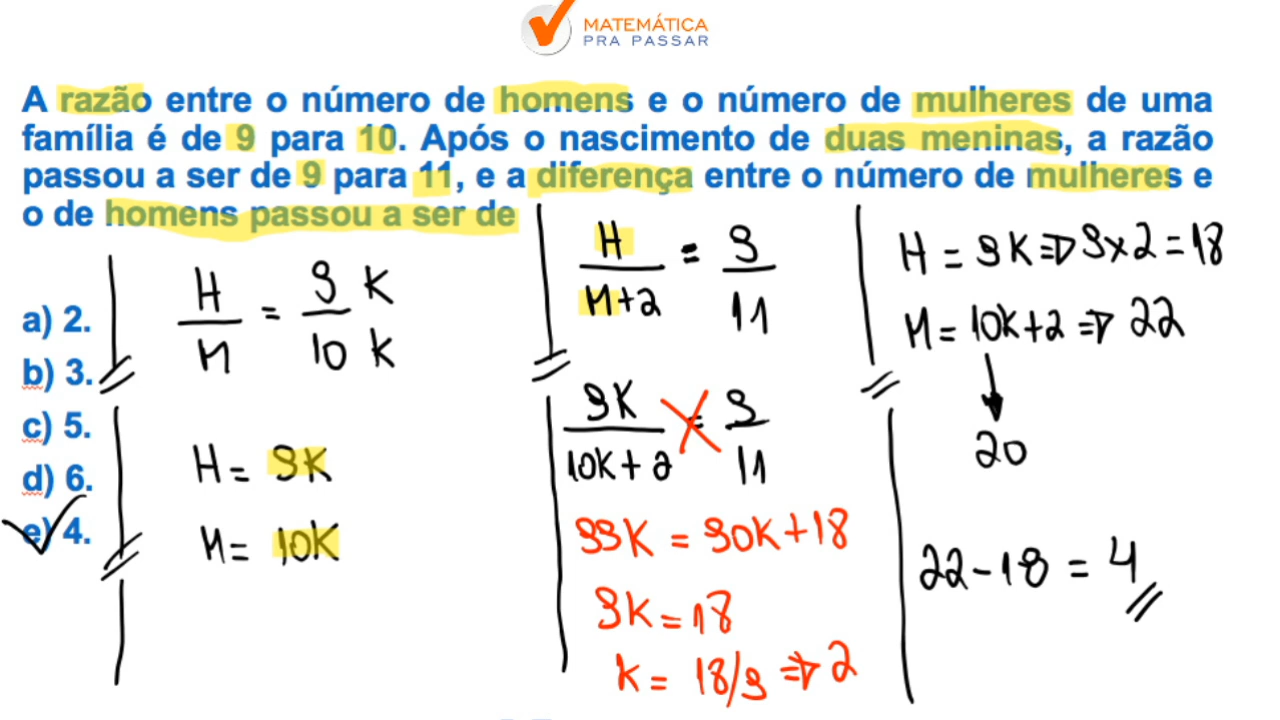 MATEMÁTICA
PRA PASSAR
A razão entre o número de homens e o número de mulheres de uma
família é de 9 para 10. Após o nascimento de duas meninas, a razão
passou a ser de 9 para 11, e a diferença entre o número de mulheres e
o de homens passou a ser de
a) 2.
b) 3.
c) 5.
d) 6.
e) 4.
H/M = 9K/10K
H = 9K
M = 10K
H/M+2 = 9/11
9K/10K+2 = 9/11
99K = 90K+18
9K = 18
K = 18/9 ⇒ 2
H = 9K ⇒ 9x2 = 18
M = 10K+2 ⇒ 22
20
22-18 = 4